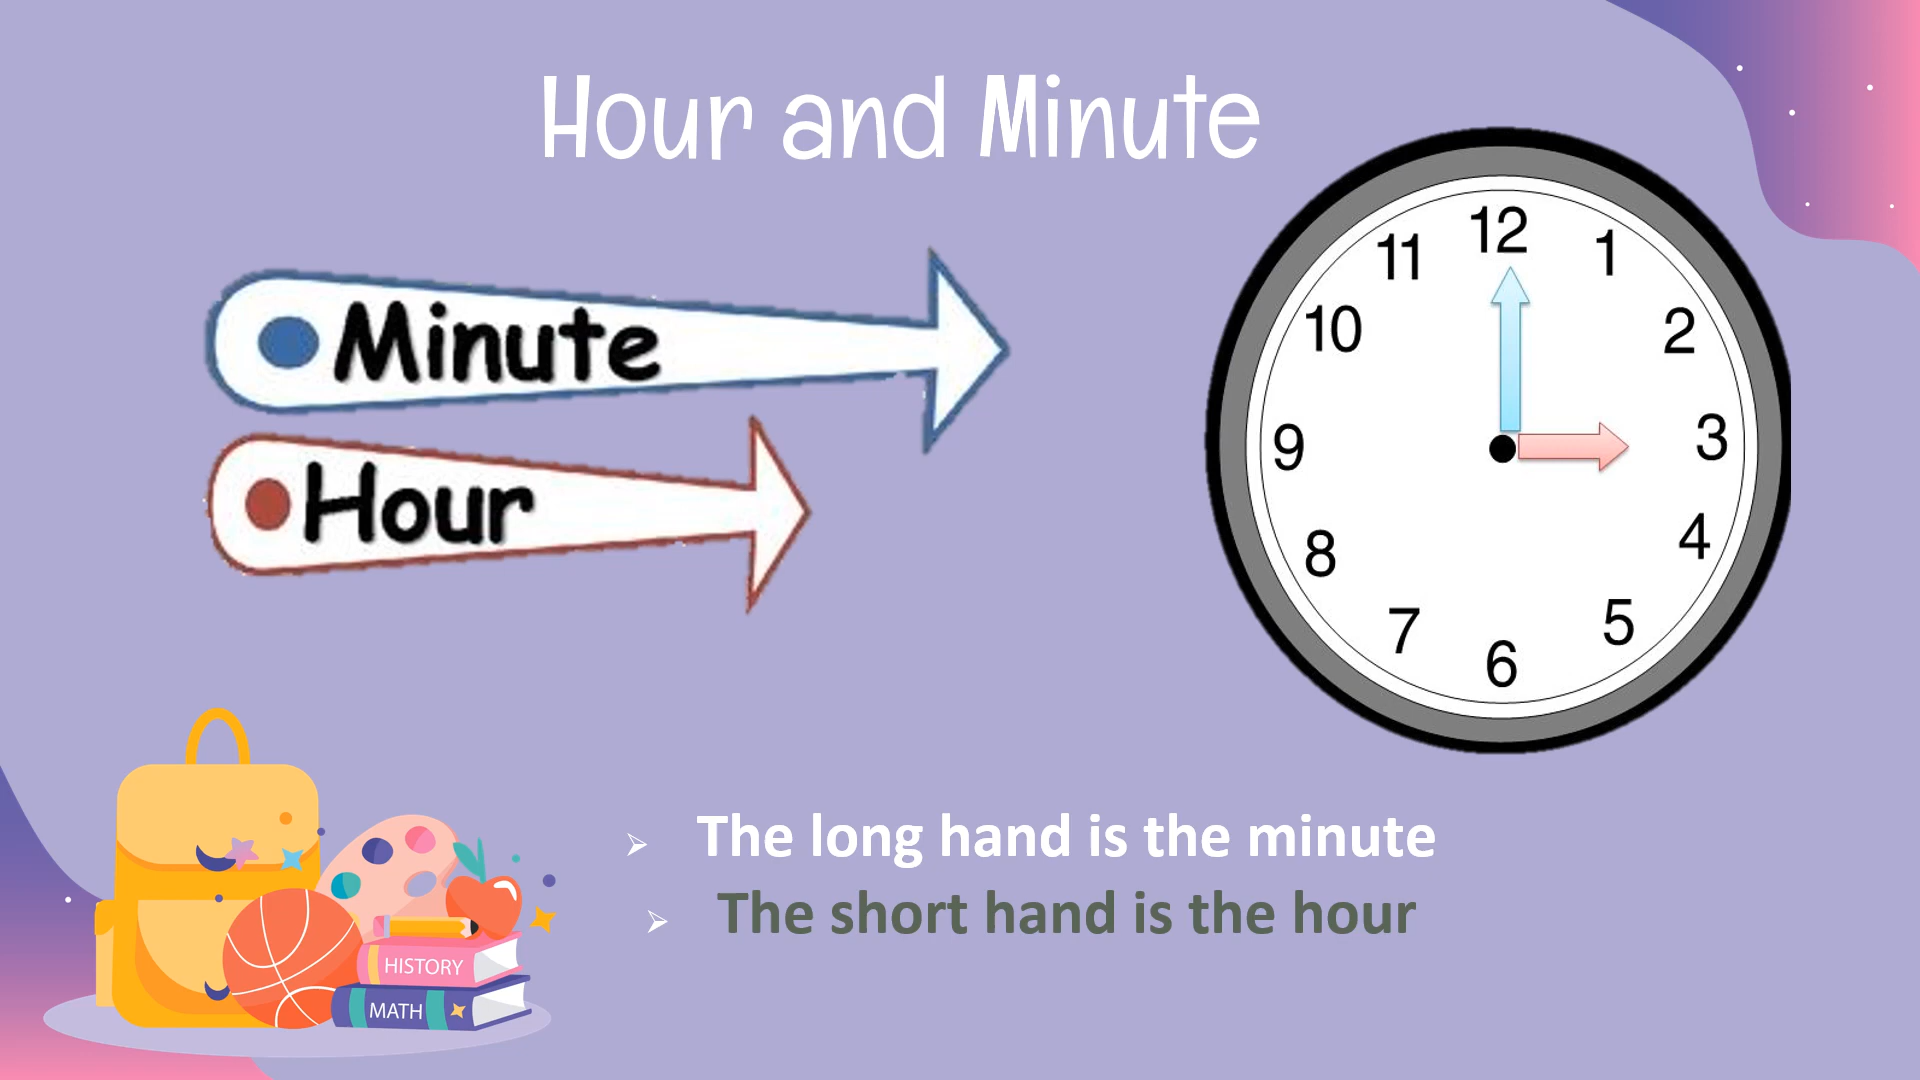 Hour and Minute
Minute
Hour
12
11
1
10
2
9
3
8
4
7
5
6
The long hand is the minute
The short hand is the hour
HISTORY
MATH